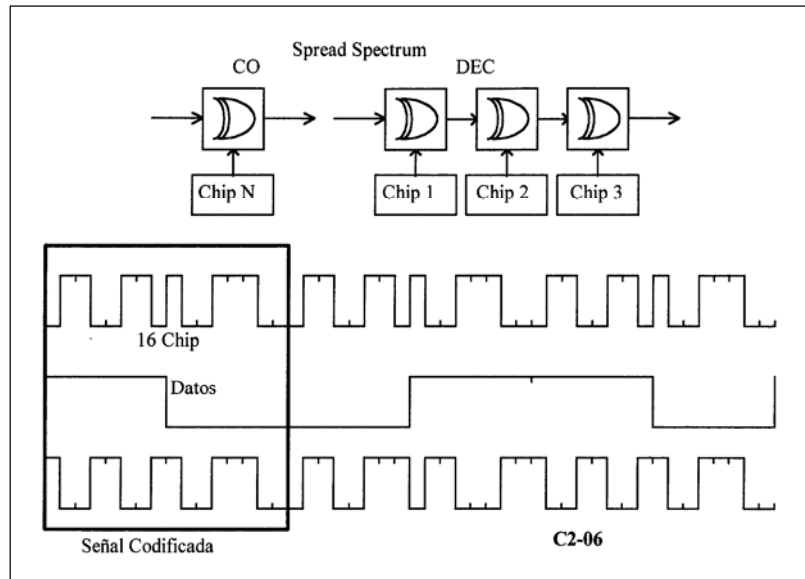 Spread Spectrum
CO
DEC
Chip N
Chip 1
Chip 2
Chip 3
16 Chip
Datos
Señal Codificada
C2-06